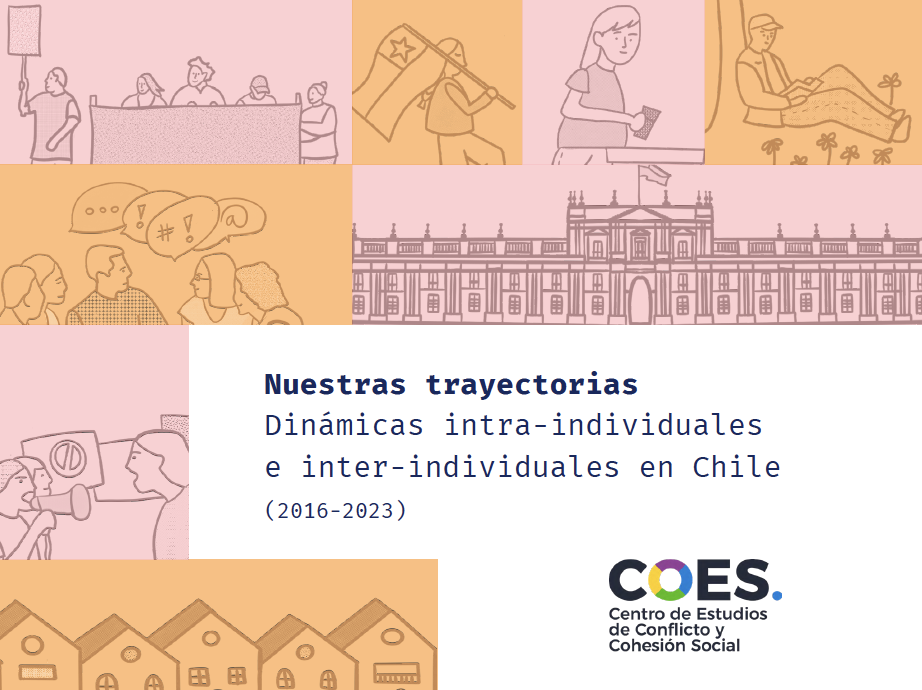 ...
!
#!
@
Nuestras trayectorias
Dinámicas intra-individuales
e inter-individuales en Chile
(2016-2023)
COES.
Centro de Estudios
de Conflicto y
Cohesión Social